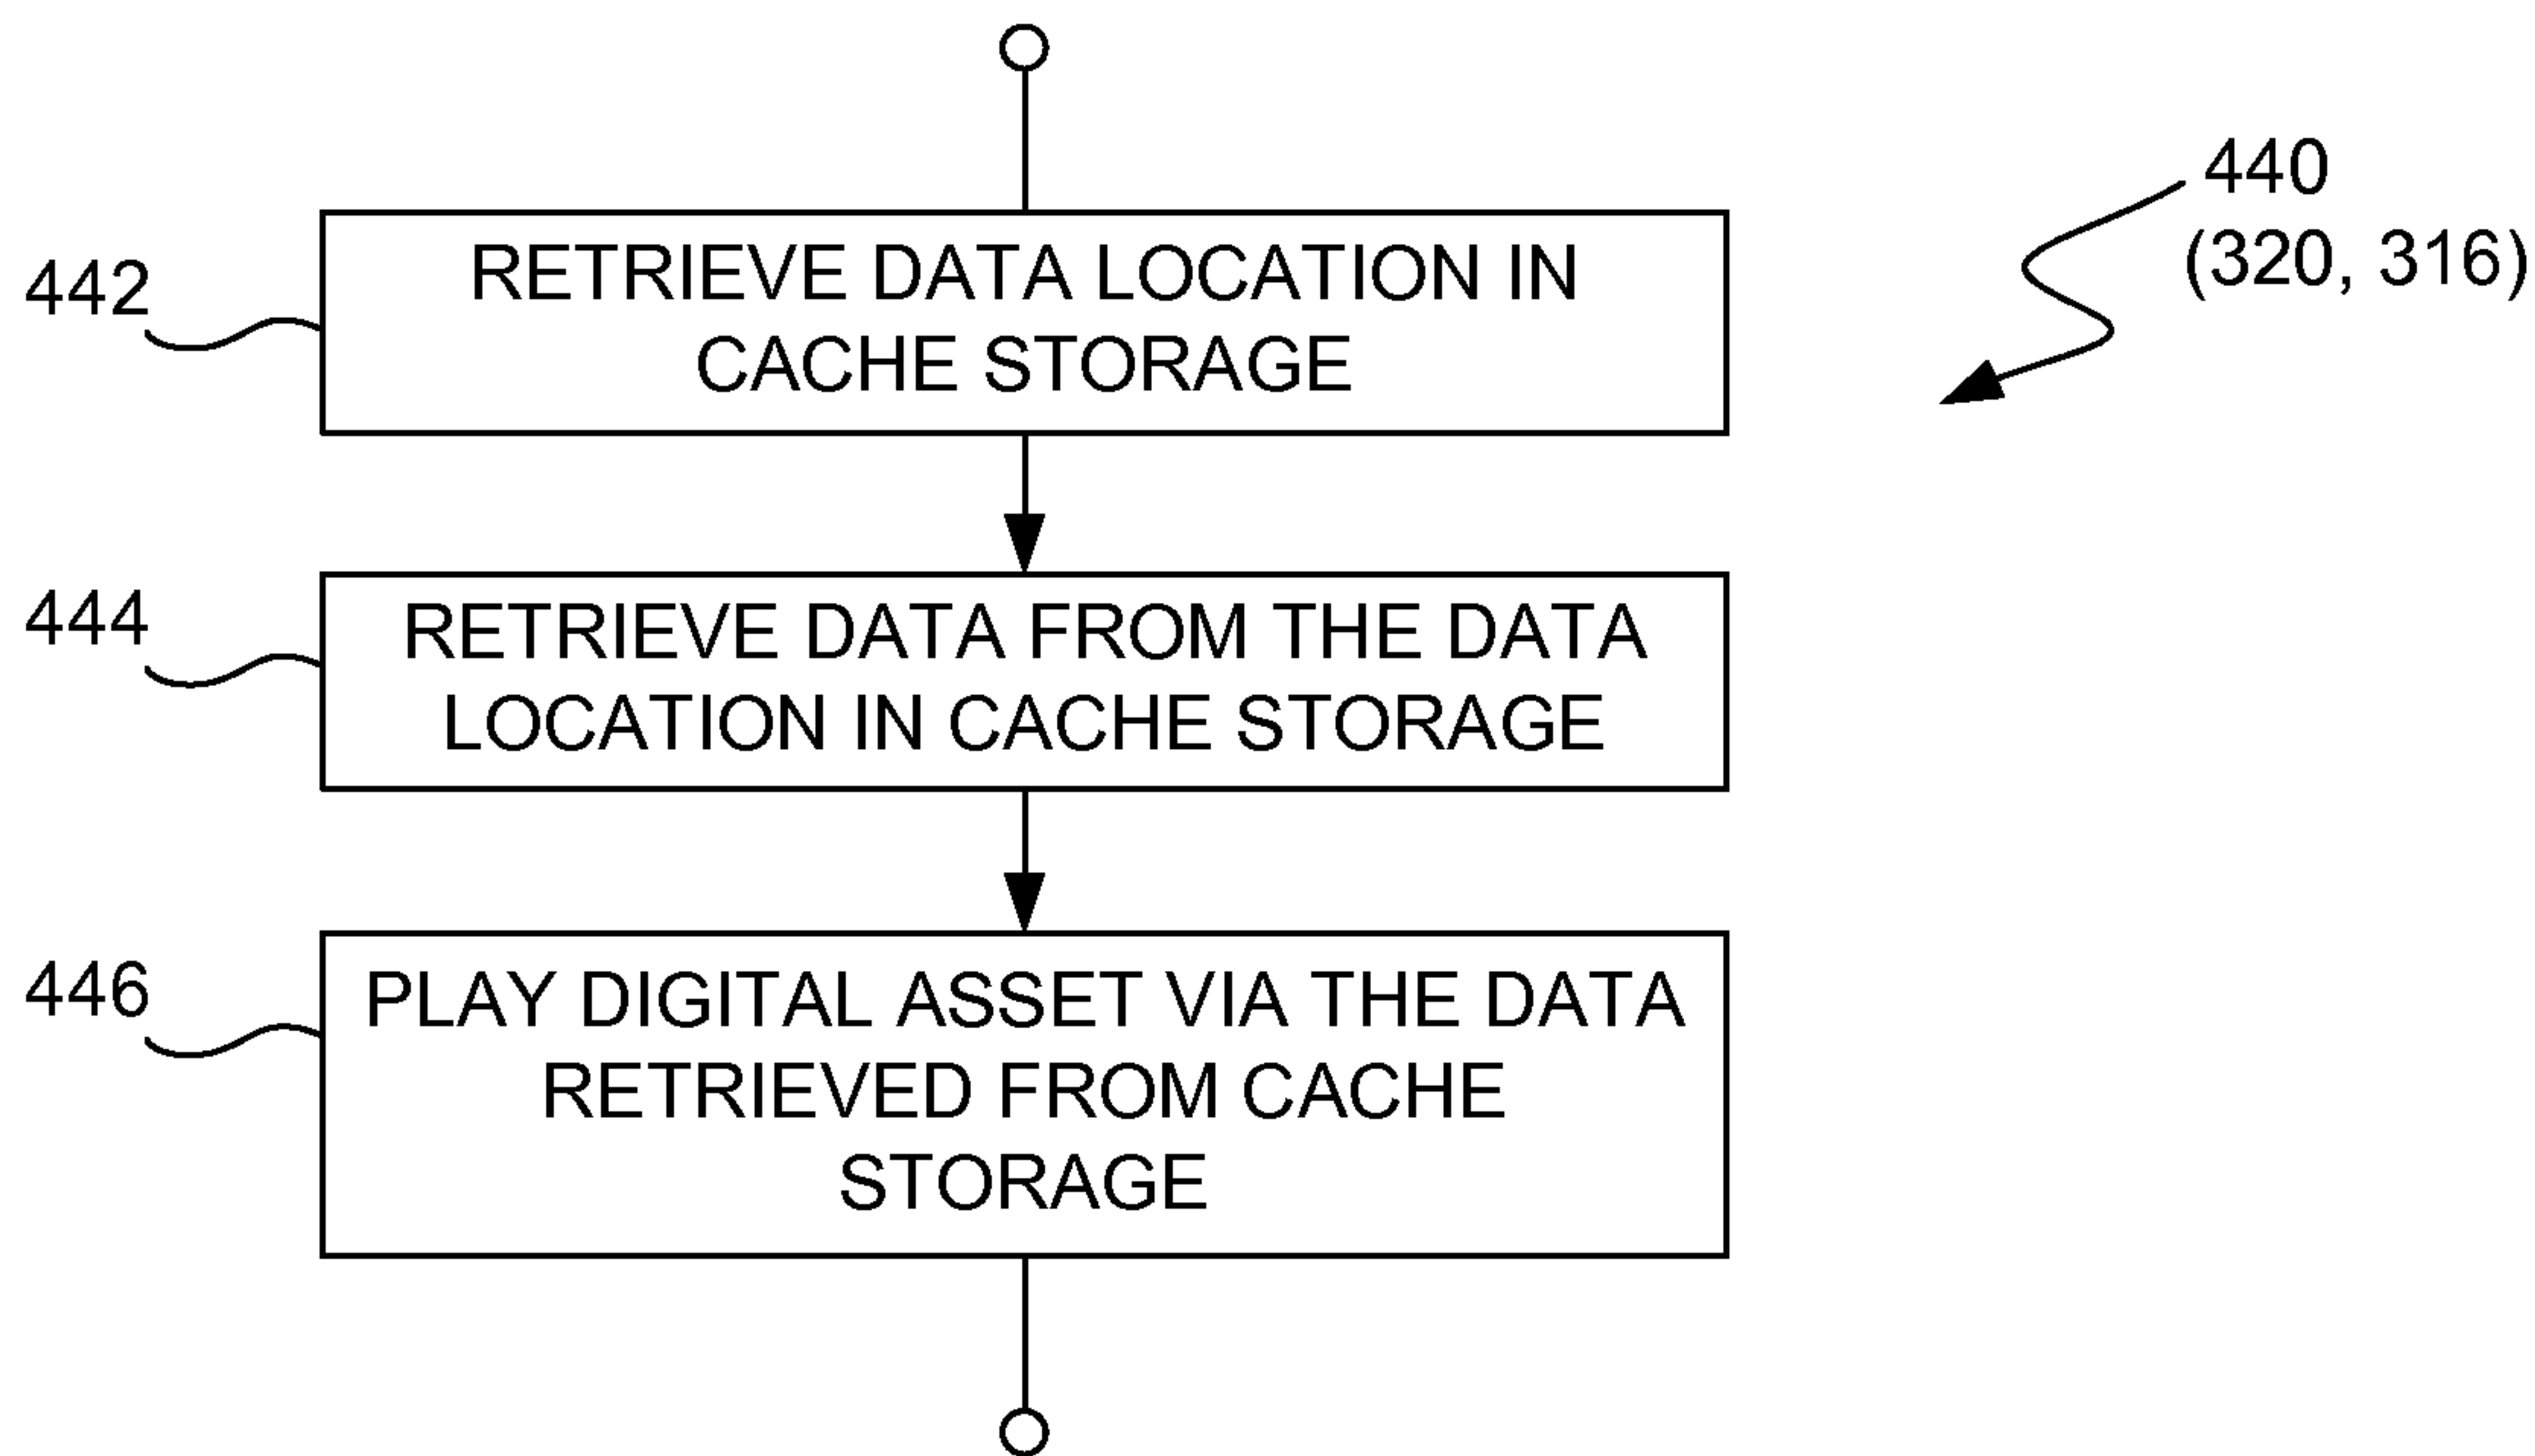 440
(320, 316)
442
RETRIEVE DATA LOCATION IN
CACHE STORAGE
444
RETRIEVE DATA FROM THE DATA
LOCATION IN CACHE STORAGE
446
PLAY DIGITAL ASSET VIA THE DATA
RETRIEVED FROM CACHE
STORAGE